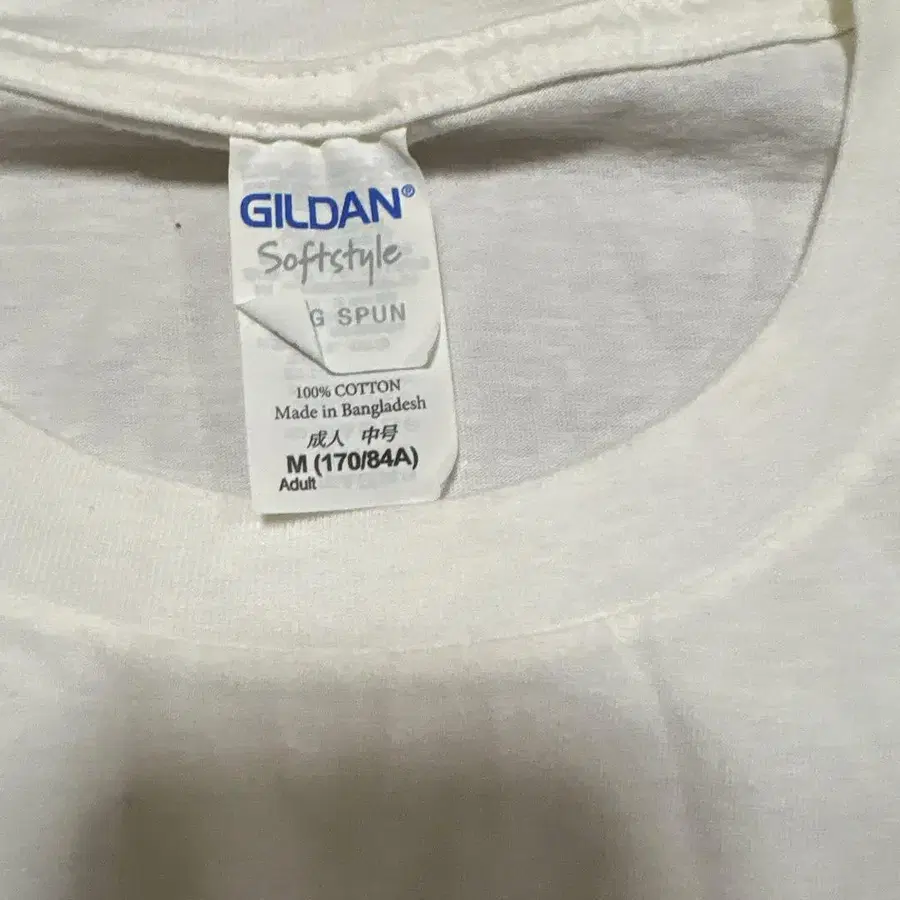 GILDAN®
Softstyle
G SPUN
100% COTTON
Made in Bangladesh
成人 中号
M (170/84A)
Adult